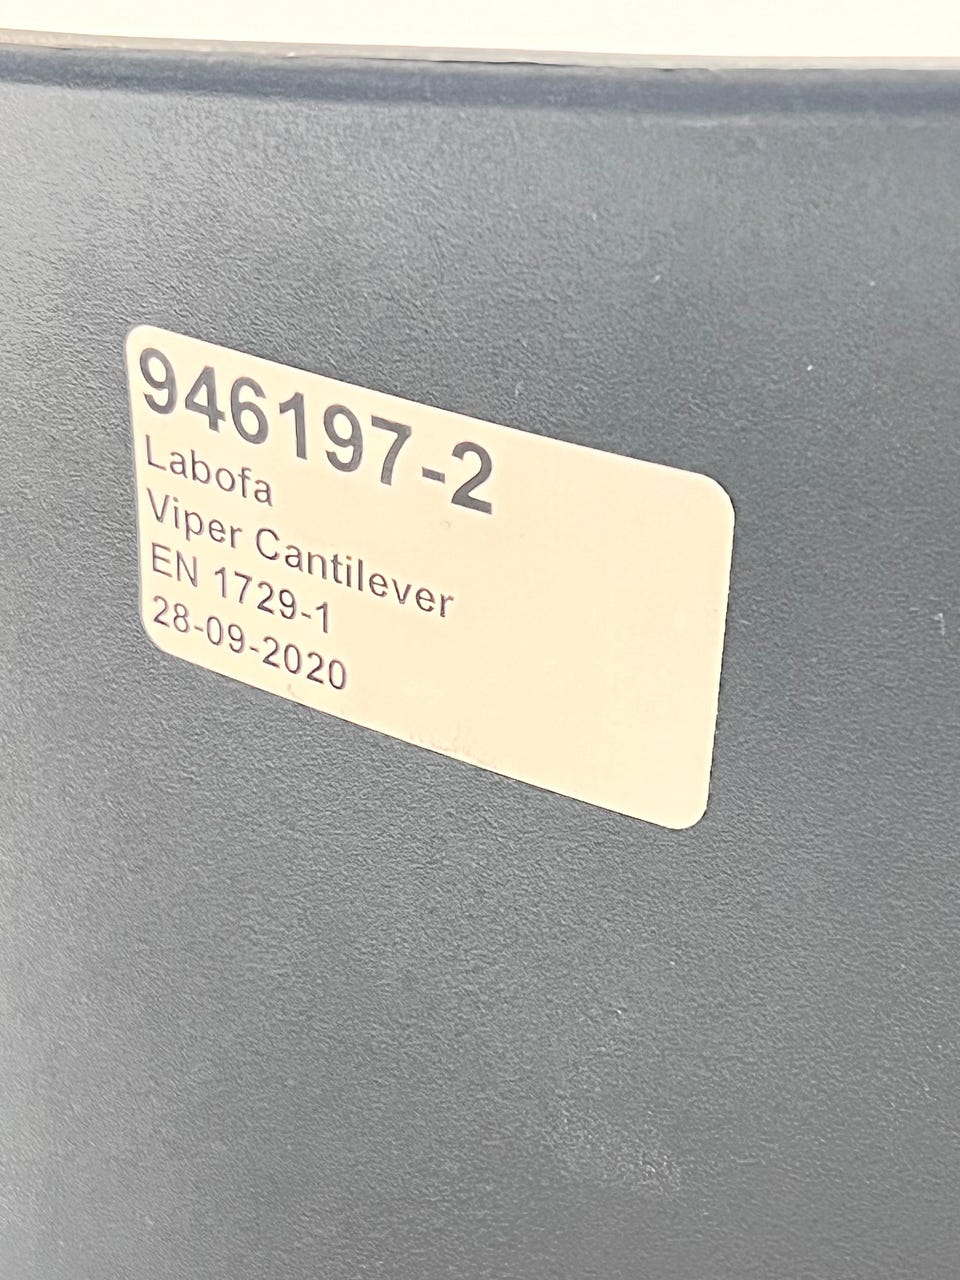 946197-2
Labofa
Viper Cantilever
EN 1729-1
28-09-2020